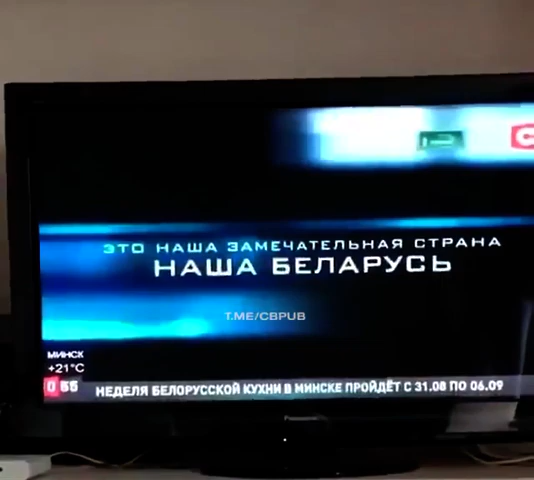 ЭТО НАША ЗАМЕЧАТЕЛЬНАЯ СТРАНА
НАША БЕЛАРУСЬ
T.ME/CBPUB
МИНСК
+21°C
НЕДЕЛЯ БЕЛОРУССКОЙ КУХНИ В МИНСКЕ ПРОЙДЁТ С 31.08 ПО 06.09
Panasonic